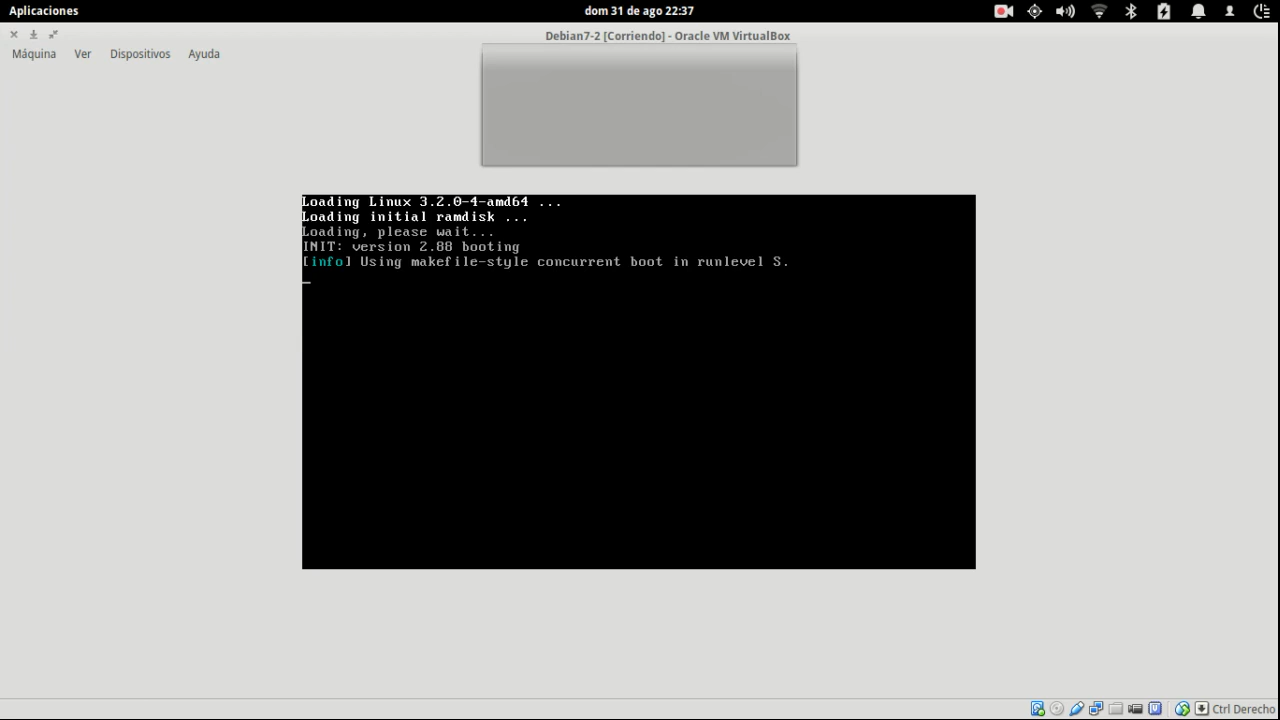 Aplicaciones
dom 31 de ago 22:37
Debian7-2 [Corriendo] - Oracle VM VirtualBox
Máquina Ver Dispositivos Ayuda
Loading Linux 3.2.0-4-amd64 ...
Loading initial ramdisk ...
Loading, please wait...
INIT: version 2.88 booting
[info] Using makefile-style concurrent boot in runlevel S.
Ctrl Derecho